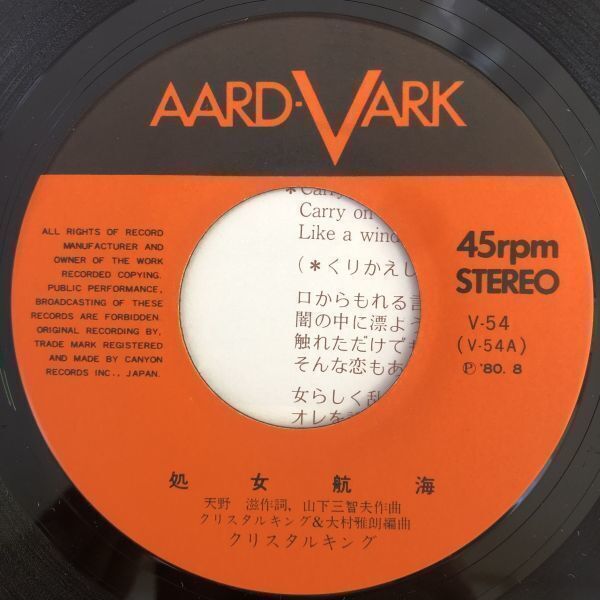 AARD-VARK
ALL RIGHTS OF RECORD
MANUFACTURER AND
OWNER OF THE WORK
RECORDED COPYING.
PUBLIC PERFORMANCE,
BROADCASTING OF THESE
RECORDS ARE FORBIDDEN.
ORIGINAL RECORDING BY,
TRADE MARK REGISTERED
AND MADE BY CANYON
RECORDS INC., JAPAN.
Carry on
Like a wind
(*くりかえし
口からもれる言
闇の中に漂よう
触れただけでも
そんな恋もあ
女らしく乱
オレを
45rpm
STEREO
V-54
(V-54A)
Ⓟ '80. 8
処女航海
天野 滋作詞, 山下三智夫作曲
クリスタルキング&大村雅朗編曲
クリスタルキング